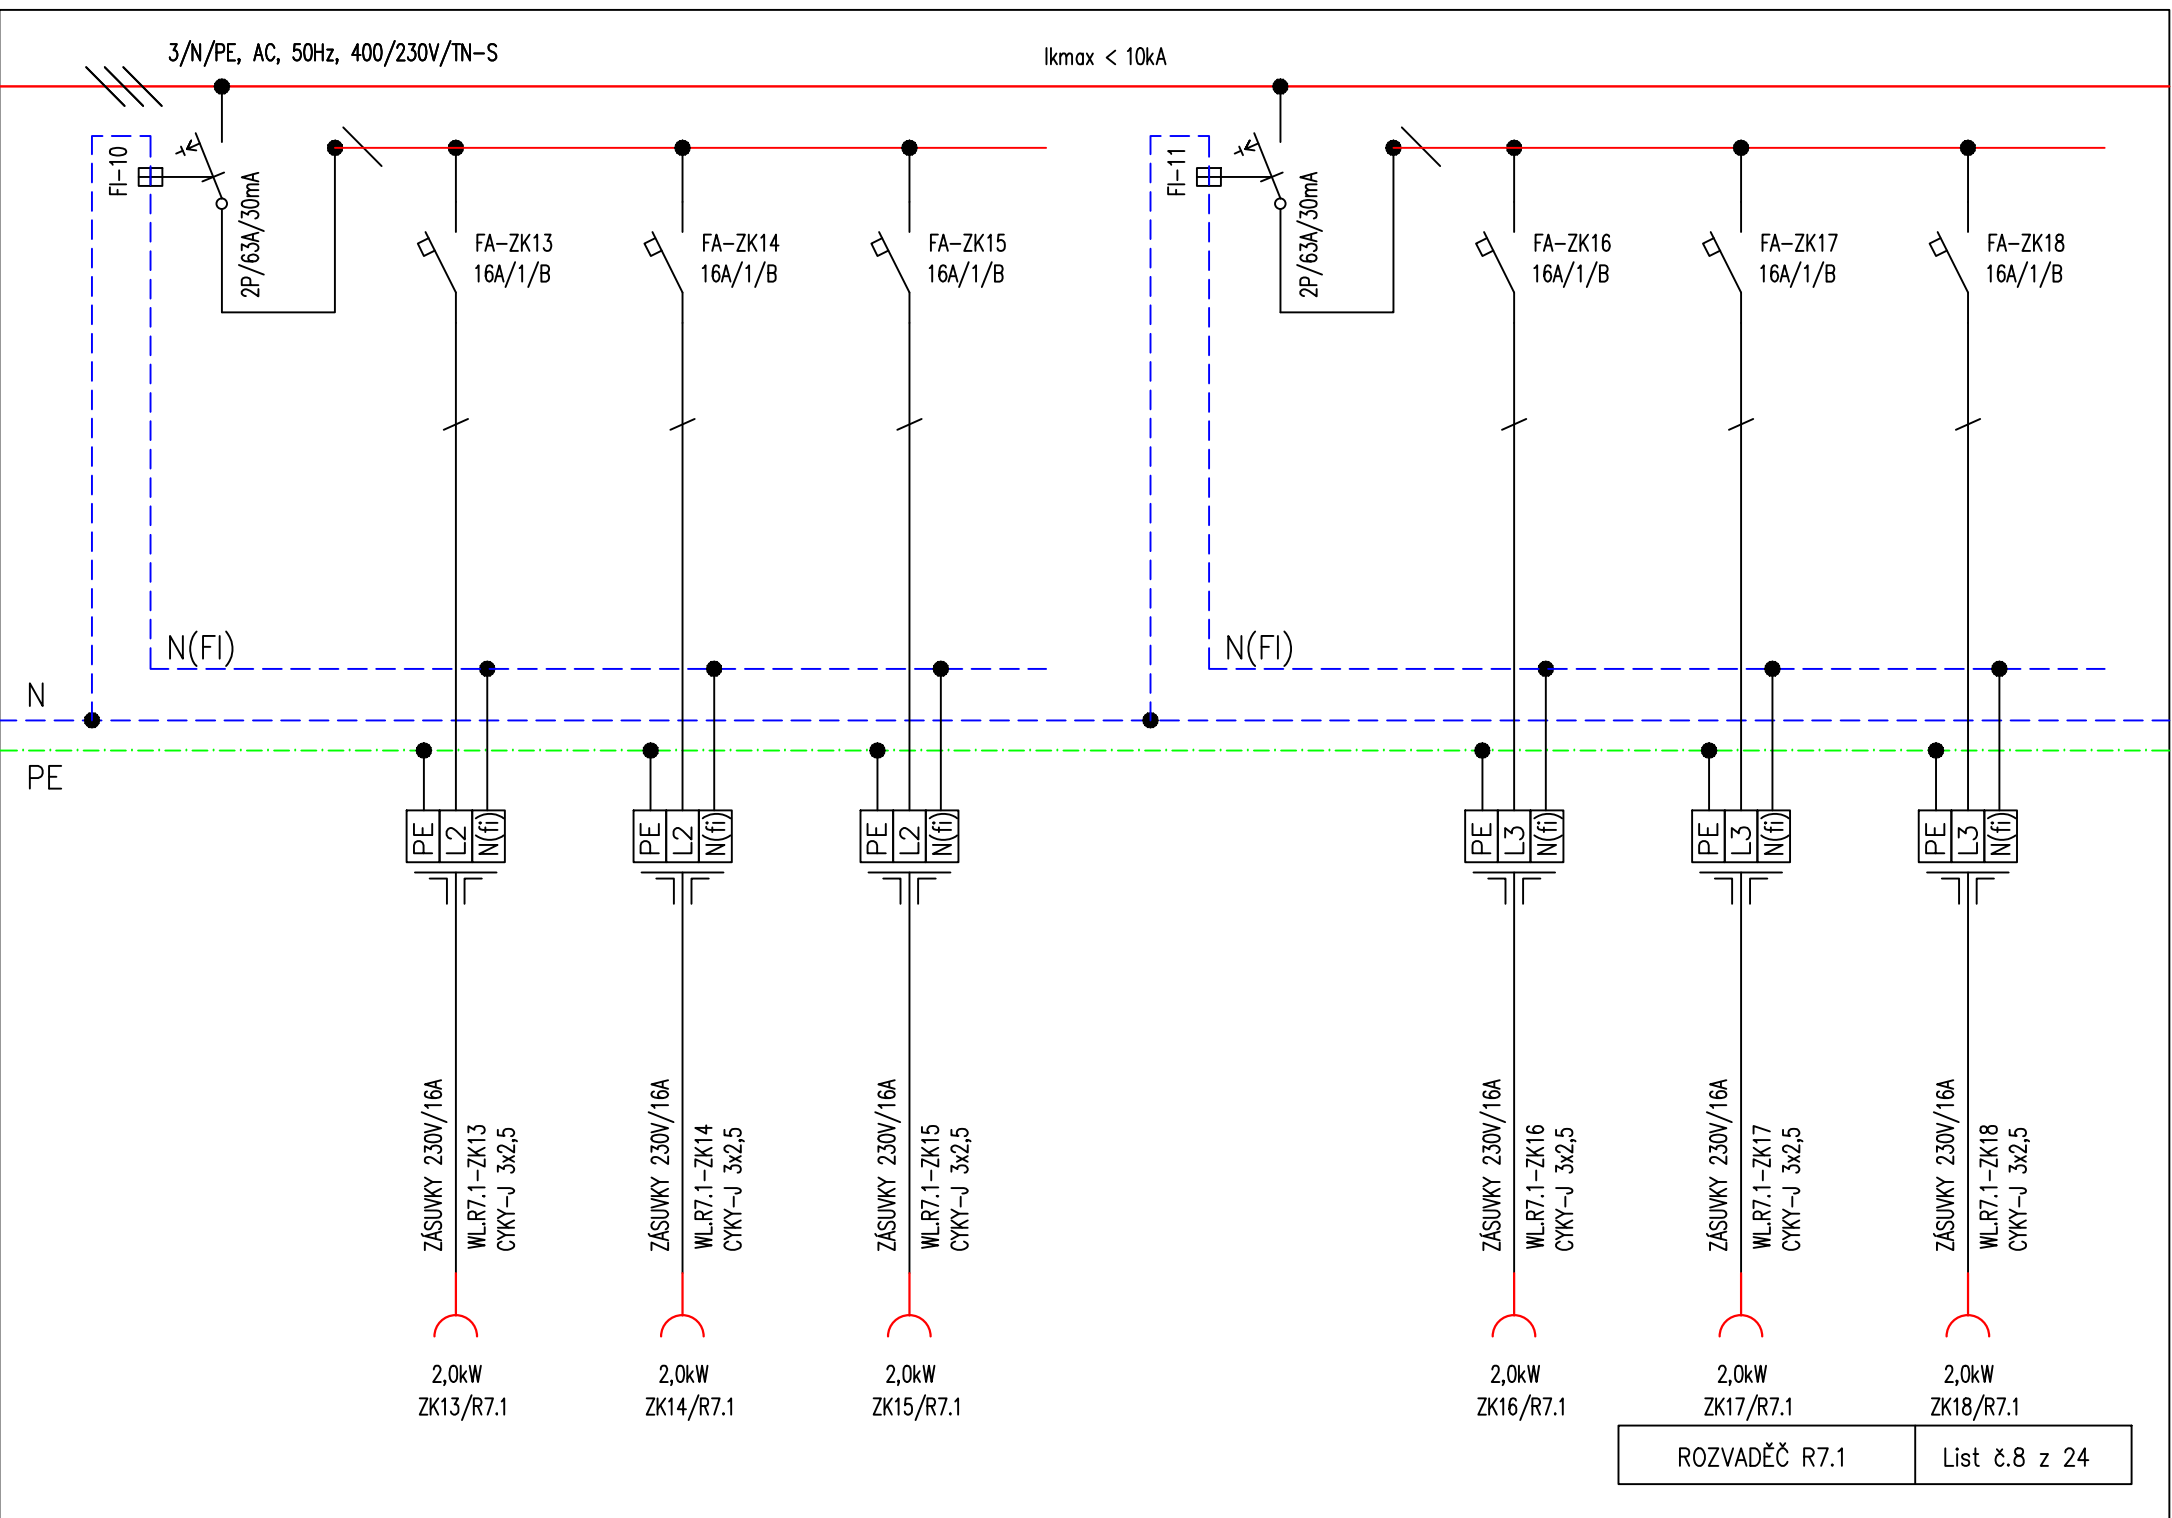 3/N/PE, AC, 50Hz, 400/230V/TN-S
Ikmax < 10kA
FI-10
2P/63A/30mA
FA-ZK13
16A/1/B
FA-ZK14
16A/1/B
FA-ZK15
16A/1/B
FI-11
2P/63A/30mA
FA-ZK16
16A/1/B
FA-ZK17
16A/1/B
FA-ZK18
16A/1/B
N(FI)
N(FI)
N
PE
PE
L2
N(fi)
PE
L2
N(fi)
PE
L2
N(fi)
PE
L3
N(fi)
PE
L3
N(fi)
PE
L3
N(fi)
ZÁSUVKY 230V/16A
WL.R7.1-ZK13
CYKY-J 3x2,5
ZÁSUVKY 230V/16A
WL.R7.1-ZK14
CYKY-J 3x2,5
ZÁSUVKY 230V/16A
WL.R7.1-ZK15
CYKY-J 3x2,5
ZÁSUVKY 230V/16A
WL.R7.1-ZK16
CYKY-J 3x2,5
ZÁSUVKY 230V/16A
WL.R7.1-ZK17
CYKY-J 3x2,5
ZÁSUVKY 230V/16A
WL.R7.1-ZK18
CYKY-J 3x2,5
2,0kW
ZK13/R7.1
2,0kW
ZK14/R7.1
2,0kW
ZK15/R7.1
2,0kW
ZK16/R7.1
2,0kW
ZK17/R7.1
2,0kW
ZK18/R7.1
ROZVADĚČ R7.1
List č.8 z 24